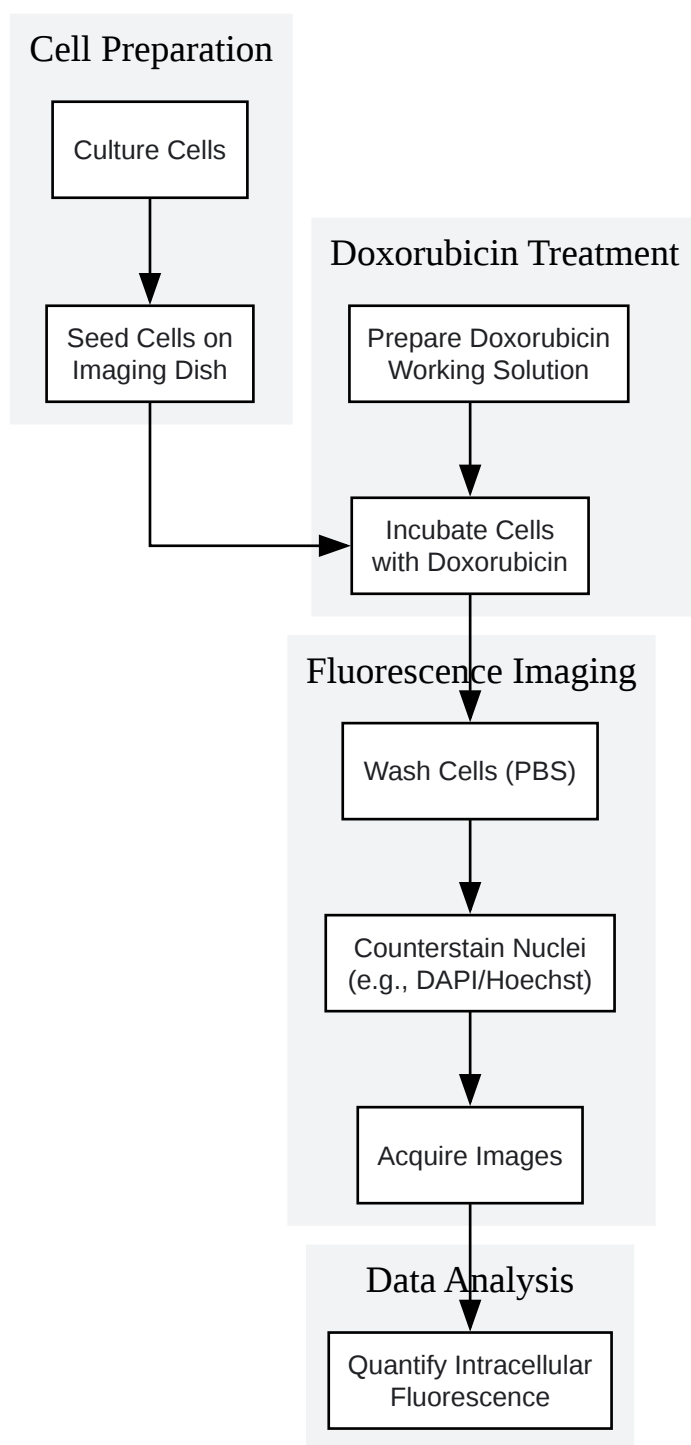 Cell Preparation
Culture Cells
Seed Cells on
Imaging Dish
Doxorubicin Treatment
Prepare Doxorubicin
Working Solution
Incubate Cells
with Doxorubicin
Fluorescence Imaging
Wash Cells (PBS)
Counterstain Nuclei
(e.g., DAPI/Hoechst)
Acquire Images
Data Analysis
Quantify Intracellular
Fluorescence